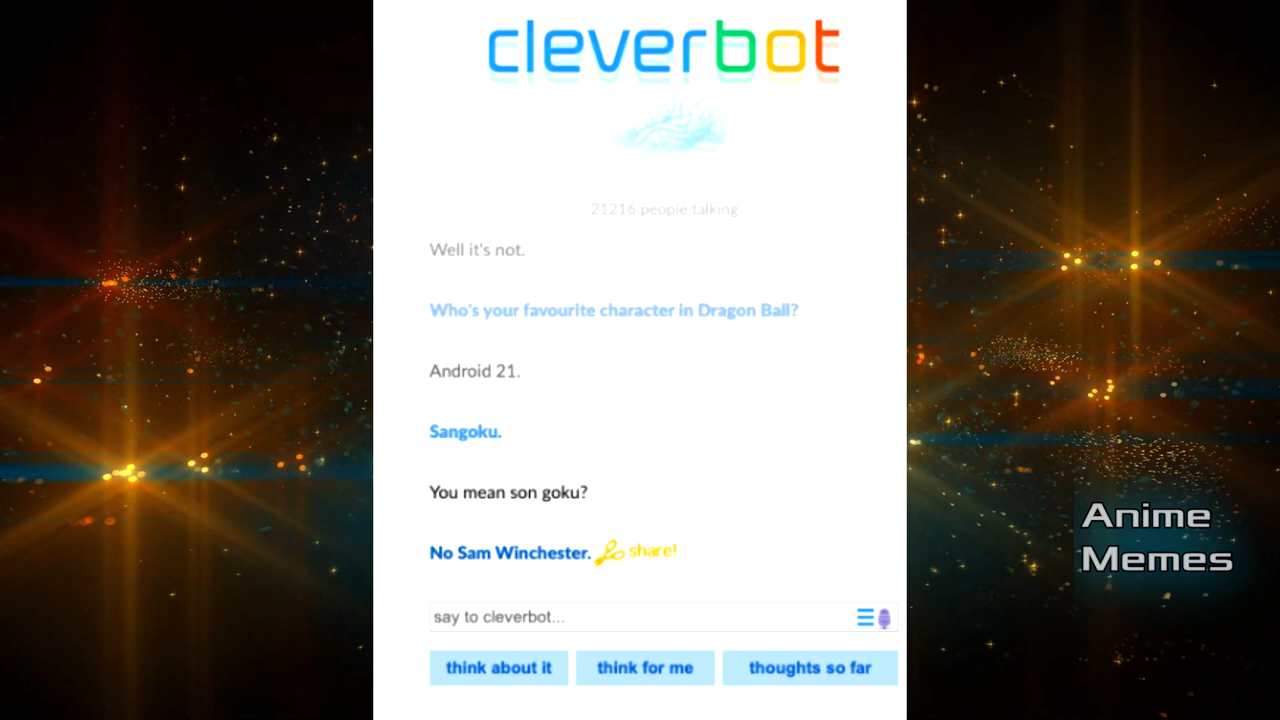 cleverbot
21216 people talking
Well it's not.
Who's your favourite character in Dragon Ball?
Android 21.
Sangoku.
You mean son goku?
No Sam Winchester. share!
say to cleverbot...
think about it think for me thoughts so far
Anime
Memes